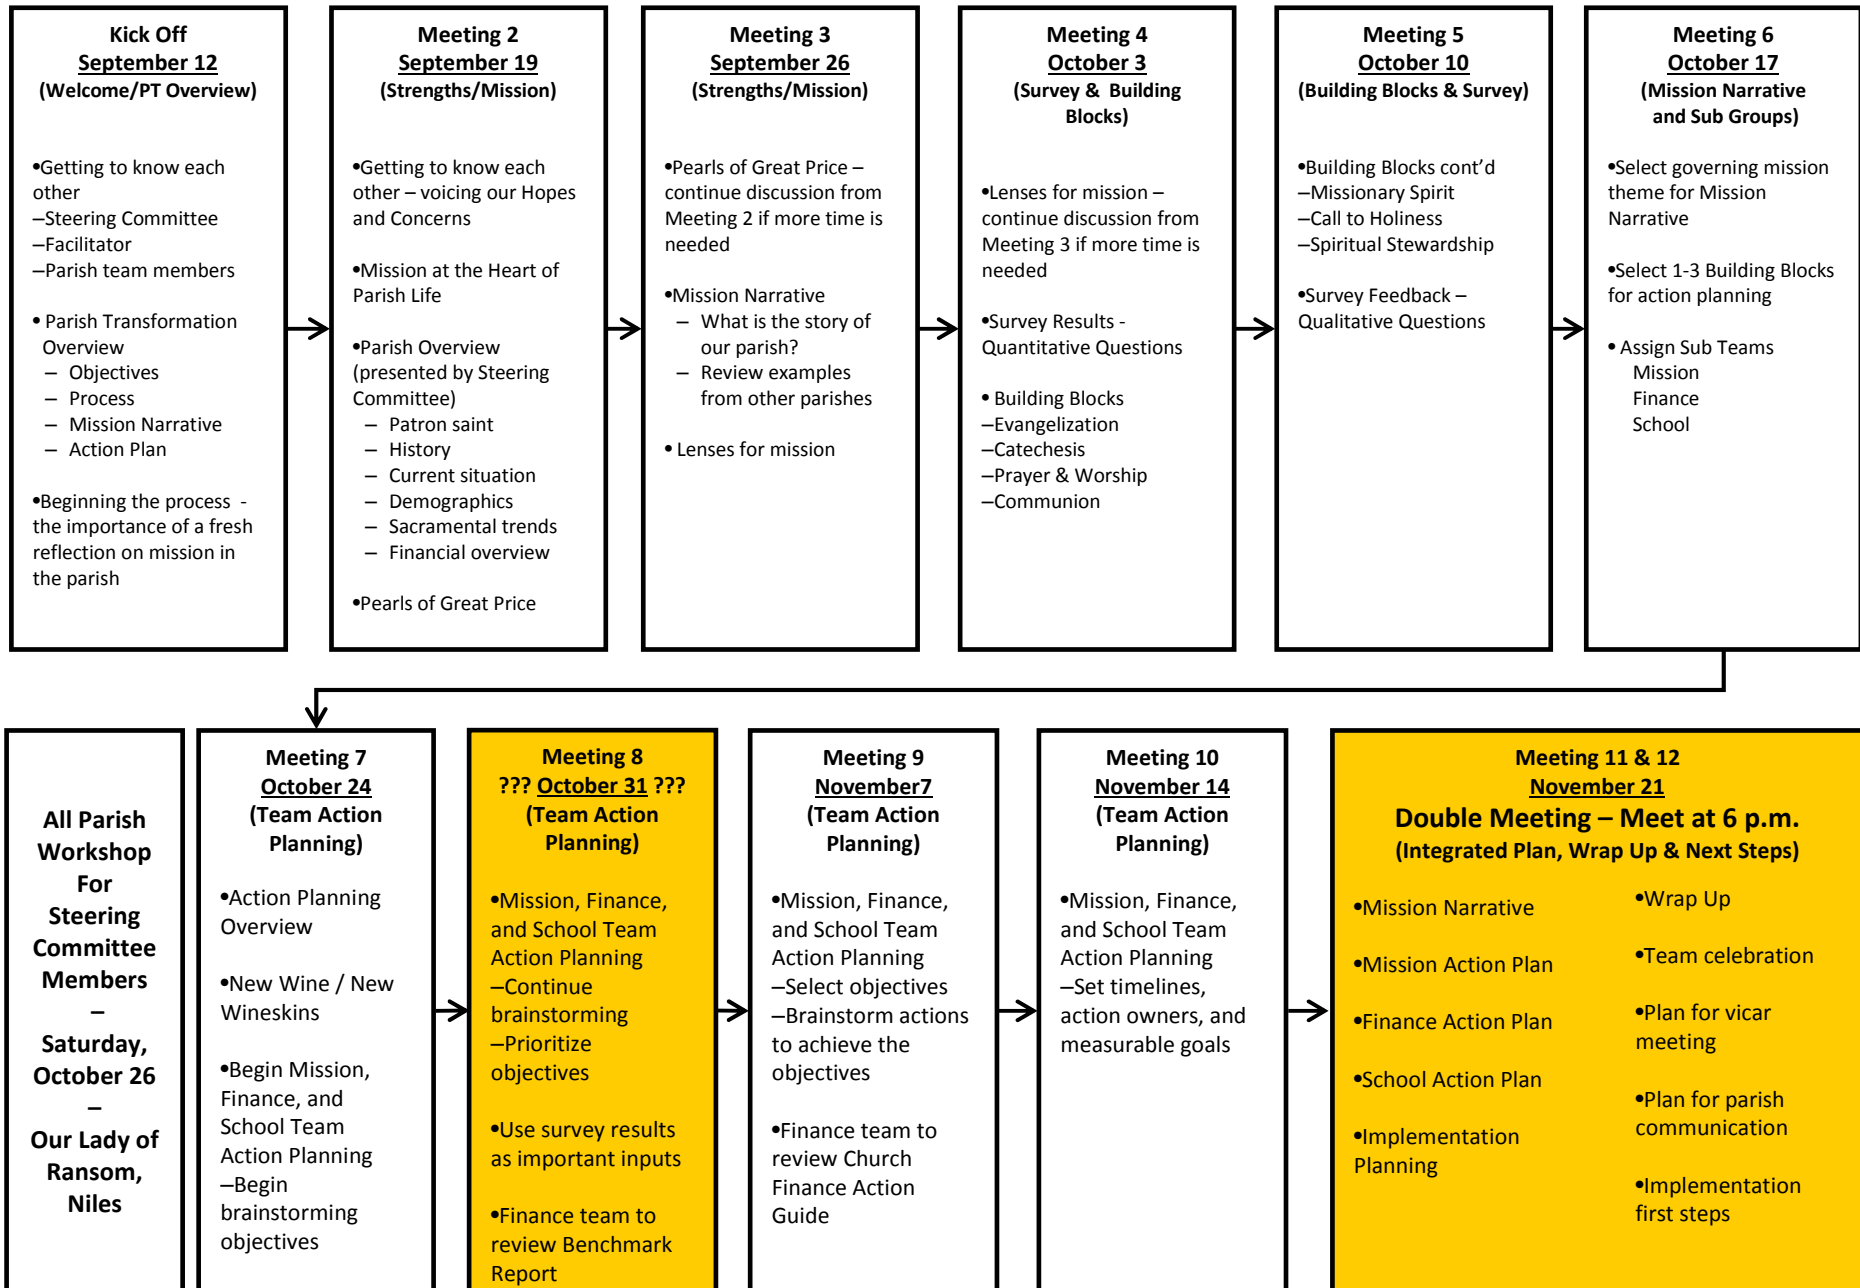 Kick Off
September 12
(Welcome/PT Overview)
•Getting to know each
other
–Steering Committee
–Facilitator
–Parish team members
• Parish Transformation
Overview
– Objectives
– Process
– Mission Narrative
– Action Plan
•Beginning the process -
the importance of a fresh
reflection on mission in
the parish
Meeting 2
September 19
(Strengths/Mission)
•Getting to know each
other – voicing our Hopes
and Concerns
•Mission at the Heart of
Parish Life
•Parish Overview
(presented by Steering
Committee)
– Patron saint
– History
– Current situation
– Demographics
– Sacramental trends
– Financial overview
•Pearls of Great Price
Meeting 3
September 26
(Strengths/Mission)
•Pearls of Great Price –
continue discussion from
Meeting 2 if more time is
needed
•Mission Narrative
– What is the story of
our parish?
– Review examples
from other parishes
• Lenses for mission
Meeting 4
October 3
(Survey & Building
Blocks)
•Lenses for mission –
continue discussion from
Meeting 3 if more time is
needed
•Survey Results -
Quantitative Questions
• Building Blocks
–Evangelization
–Catechesis
–Prayer & Worship
–Communion
Meeting 5
October 10
(Building Blocks & Survey)
•Building Blocks cont’d
–Missionary Spirit
–Call to Holiness
–Spiritual Stewardship
•Survey Feedback –
Qualitative Questions
Meeting 6
October 17
(Mission Narrative
and Sub Groups)
•Select governing mission
theme for Mission
Narrative
•Select 1-3 Building Blocks
for action planning
• Assign Sub Teams
Mission
Finance
School
All Parish
Workshop
For
Steering
Committee
Members
–
Saturday,
October 26
–
Our Lady of
Ransom,
Niles
Meeting 7
October 24
(Team Action
Planning)
•Action Planning
Overview
•New Wine / New
Wineskins
•Begin Mission,
Finance, and
School Team
Action Planning
–Begin
brainstorming
objectives
Meeting 8
??? October 31 ???
(Team Action
Planning)
•Mission, Finance,
and School Team
Action Planning
–Continue
brainstorming
–Prioritize
objectives
•Use survey results
as important inputs
•Finance team to
review Benchmark
Report
Meeting 9
November7
(Team Action
Planning)
•Mission, Finance,
and School Team
Action Planning
–Select objectives
–Brainstorm actions
to achieve the
objectives
•Finance team to
review Church
Finance Action
Guide
Meeting 10
November 14
(Team Action
Planning)
•Mission, Finance,
and School Team
Action Planning
–Set timelines,
action owners, and
measurable goals
Meeting 11 & 12
November 21
Double Meeting – Meet at 6 p.m.
(Integrated Plan, Wrap Up & Next Steps)
•Mission Narrative
•Mission Action Plan
•Finance Action Plan
•School Action Plan
•Implementation
Planning
•Wrap Up
•Team celebration
•Plan for vicar
meeting
•Plan for parish
communication
•Implementation
first steps